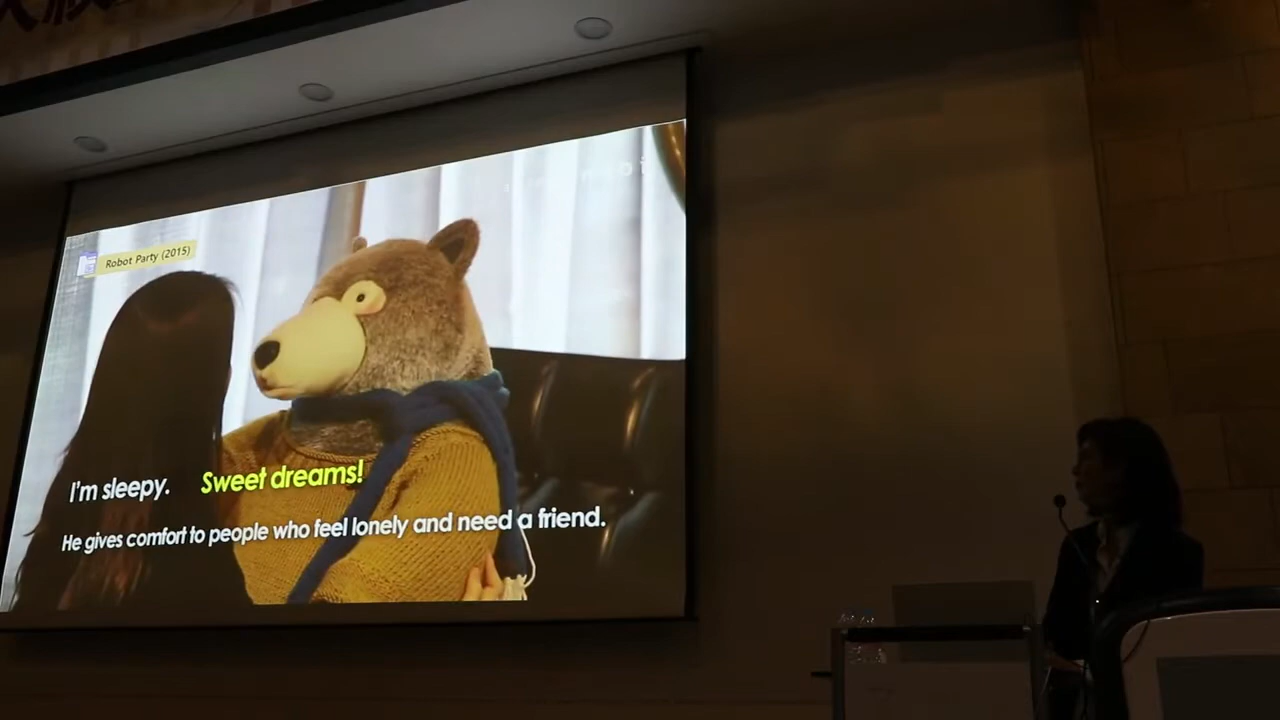 Robot Party (2015)
I'm sleepy. Sweet dreams!
He gives comfort to people who feel lonely and need a friend.